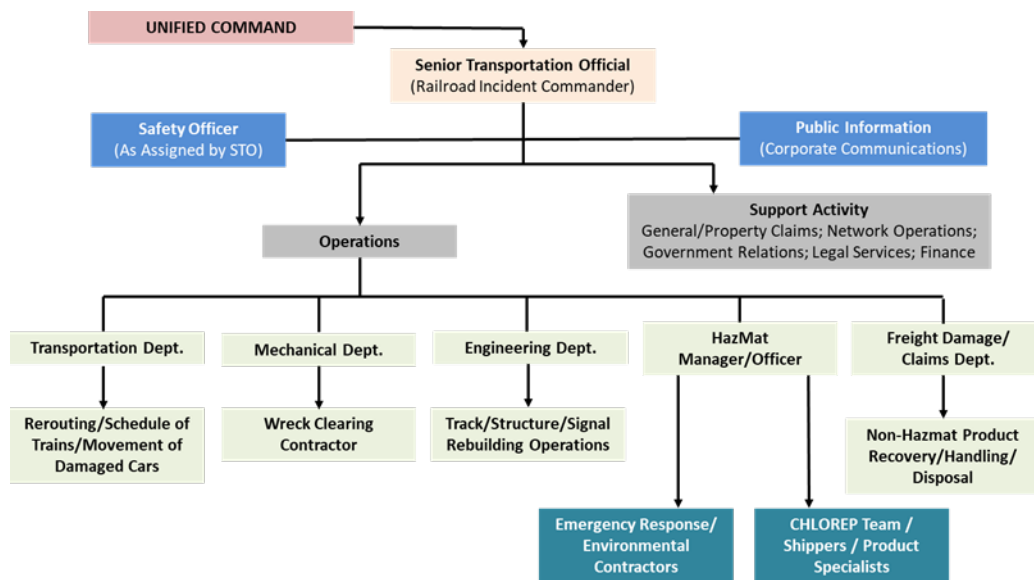 UNIFIED COMMAND
Senior Transportation Official
(Railroad Incident Commander)
Safety Officer
(As Assigned by STO)
Public Information
(Corporate Communications)
Support Activity
General/Property Claims; Network Operations;
Government Relations; Legal Services; Finance
Operations
Transportation Dept.
Mechanical Dept.
Engineering Dept.
HazMat
Manager/Officer
Freight Damage/
Claims Dept.
Rerouting/Schedule of
Trains/Movement of
Damaged Cars
Wreck Clearing
Contractor
Track/Structure/Signal
Rebuilding Operations
Non-Hazmat Product
Recovery/Handling/
Disposal
Emergency Response/
Environmental
Contractors
CHLOREP Team /
Shippers / Product
Specialists